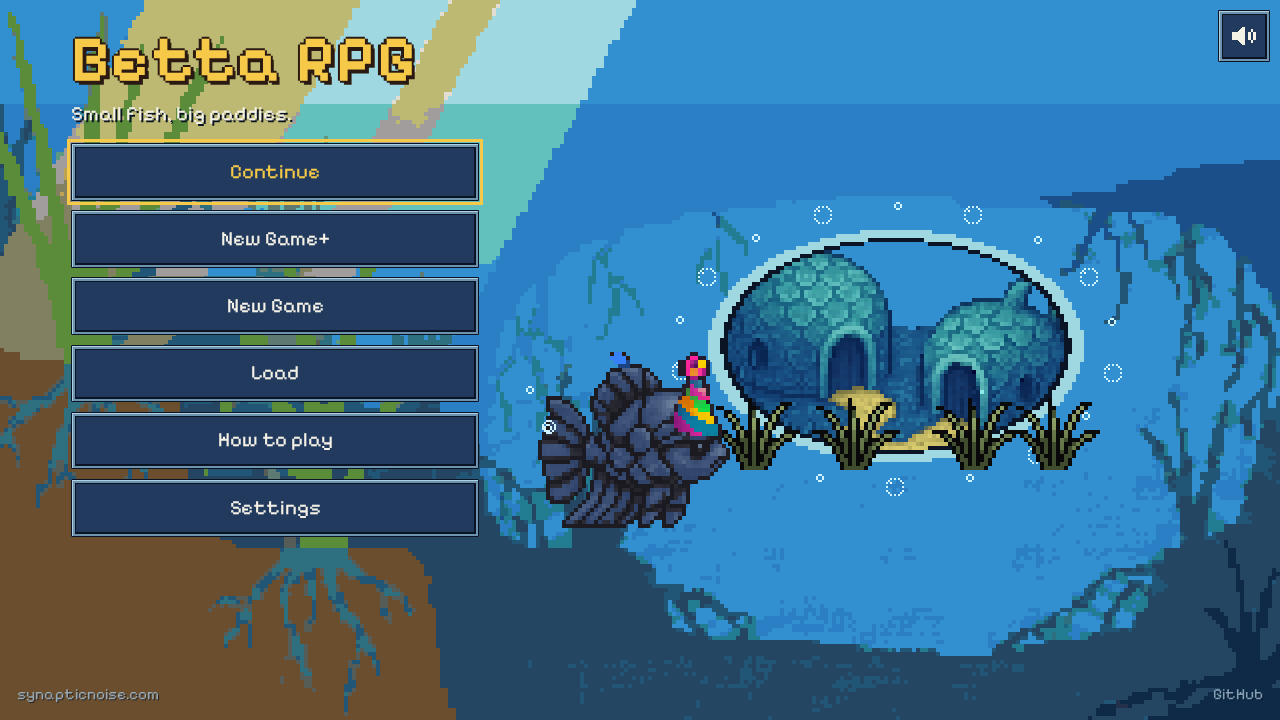 Betta RPG
Small fish, big paddies.
Continue
New Game+
New Game
Load
How to play
Settings
synapticnoise.com
GitHub